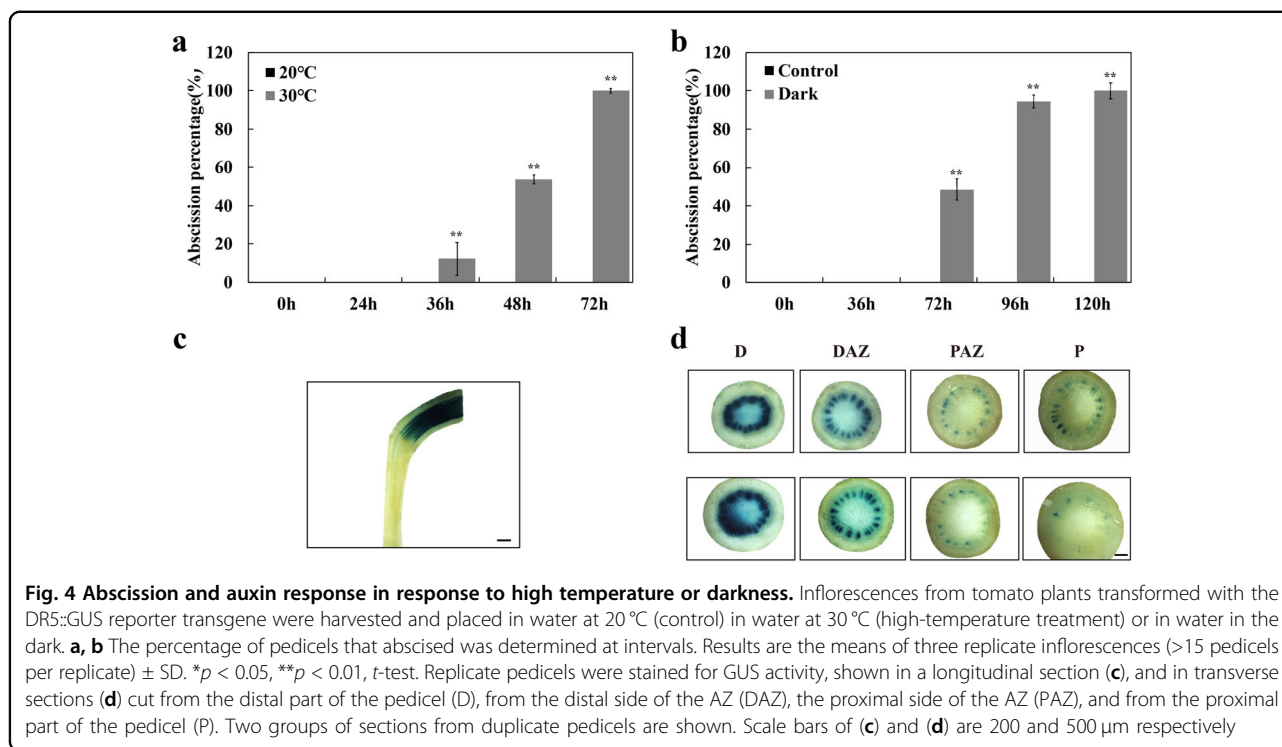 a
120
100
80
60
40
20
0
Abscission percentage(%)
20°C
30°C
**
**
**
0h 24h 36h 48h 72h
b
120
100
80
60
40
20
0
Abscission percentage(%)
Control
Dark
**
**
**
0h 36h 72h 96h 120h
c
d
D DAZ PAZ P
Fig. 4 Abscission and auxin response in response to high temperature or darkness. Inflorescences from tomato plants transformed with the
DR5::GUS reporter transgene were harvested and placed in water at 20 °C (control) in water at 30 °C (high-temperature treatment) or in water in the
dark. a, b The percentage of pedicels that abscised was determined at intervals. Results are the means of three replicate inflorescences (>15 pedicels
per replicate) ± SD. *p < 0.05, **p < 0.01, t-test. Replicate pedicels were stained for GUS activity, shown in a longitudinal section (c), and in transverse
sections (d) cut from the distal part of the pedicel (D), from the distal side of the AZ (DAZ), the proximal side of the AZ (PAZ), and from the proximal
part of the pedicel (P). Two groups of sections from duplicate pedicels are shown. Scale bars of (c) and (d) are 200 and 500 μm respectively